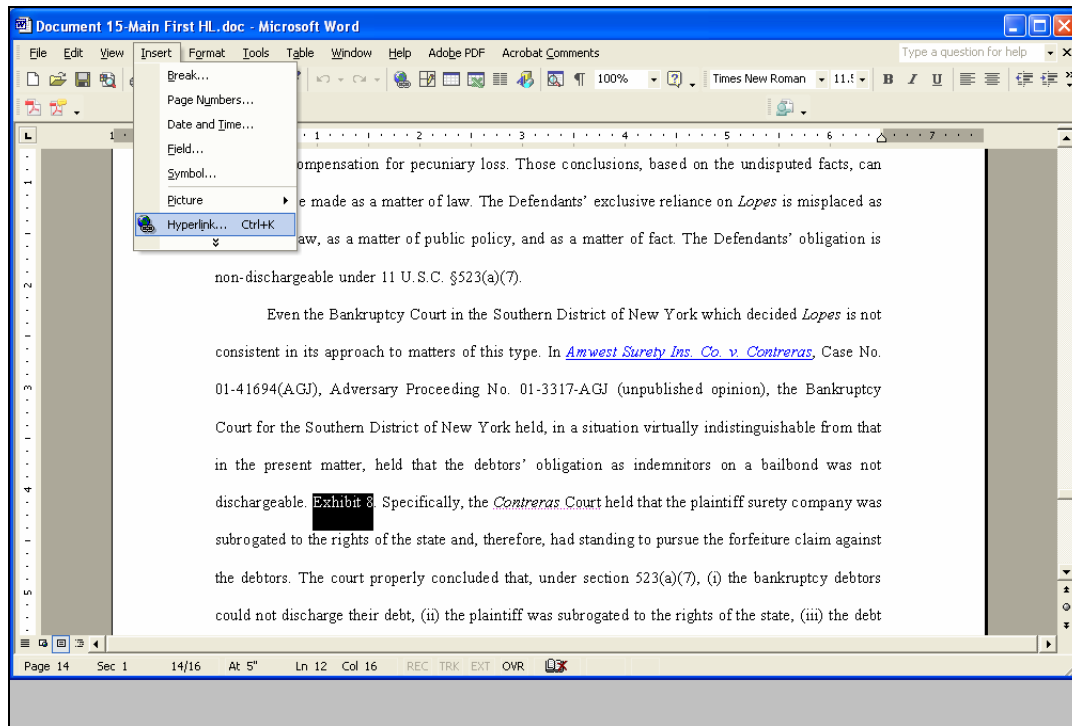 Document 15-Main First HL.doc - Microsoft Word
File Edit View Insert Format Tools Table Window Help Adobe PDF Acrobat Comments Type a question for help
100% Times New Roman 11.5 B I U
Break...
Page Numbers...
Date and Time...
Field...
Symbol...
Picture
Hyperlink... Ctrl+K
1 1 2 3 4 5 6 7
ompensation for pecuniary loss. Those conclusions, based on the undisputed facts, can
e made as a matter of law. The Defendants' exclusive reliance on Lopes is misplaced as
aw, as a matter of public policy, and as a matter of fact. The Defendants' obligation is
non-dischargeable under 11 U.S.C. §523(a)(7).
Even the Bankruptcy Court in the Southern District of New York which decided Lopes is not
consistent in its approach to matters of this type. In Amwest Surety Ins. Co. v. Contreras, Case No.
01-41694(AGJ), Adversary Proceeding No. 01-3317-AGJ (unpublished opinion), the Bankruptcy
Court for the Southern District of New York held, in a situation virtually indistinguishable from that
in the present matter, held that the debtors' obligation as indemnitors on a bailbond was not
dischargeable. Exhibit 8. Specifically, the Contreras Court held that the plaintiff surety company was
subrogated to the rights of the state and, therefore, had standing to pursue the forfeiture claim against
the debtors. The court properly concluded that, under section 523(a)(7), (i) the bankruptcy debtors
could not discharge their debt, (ii) the plaintiff was subrogated to the rights of the state, (iii) the debt
Page 14 Sec 1 14/16 At 5" Ln 12 Col 16 REC TRK EXT OVR